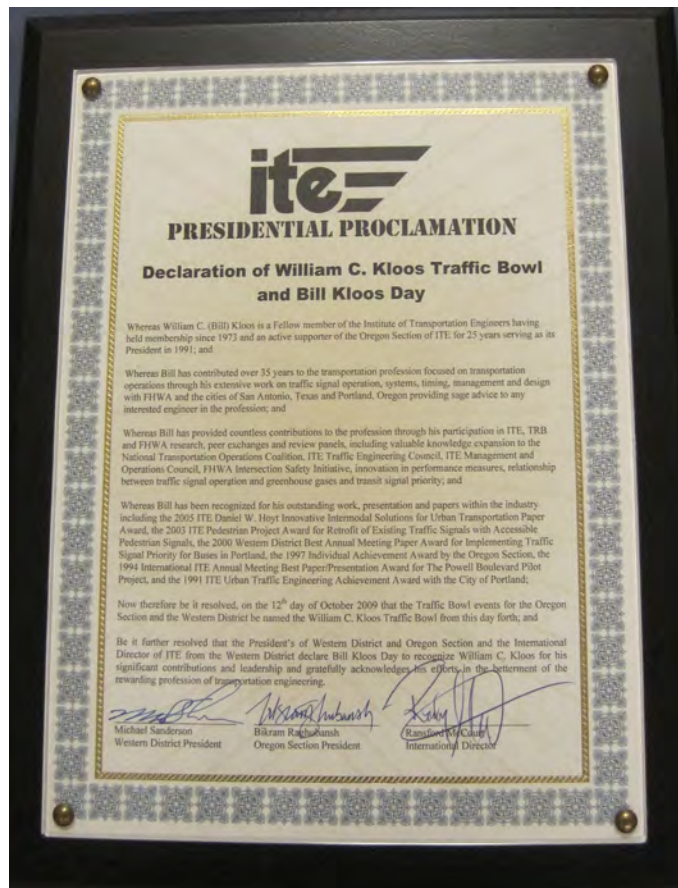 ite
PRESIDENTIAL PROCLAMATION
Declaration of William C. Kloos Traffic Bowl
and Bill Kloos Day
Whereas William C. (Bill) Kloos is a Fellow member of the Institute of Transportation Engineers having
held membership since 1973 and an active supporter of the Oregon Section of ITE for 25 years serving as its
President in 1991; and
Whereas Bill has contributed over 35 years to the transportation profession focused on transportation
operations through his extensive work on traffic signal operation, systems, timing, management and design
with FHWA and the cities of San Antonio, Texas and Portland, Oregon providing sage advice to any
interested engineer in the profession; and
Whereas Bill has provided countless contributions to the profession through his participation in ITE, TRB
and FHWA research, peer exchanges and review panels, including valuable knowledge expansion to the
National Transportation Operations Coalition, ITE Traffic Engineering Council, ITE Management and
Operations Council, FHWA Intersection Safety Initiative, innovation in performance measures, relationship
between traffic signal operation and greenhouse gases and transit signal priority; and
Whereas Bill has been recognized for his outstanding work, presentation and papers within the industry
including the 2005 ITE Daniel W. Hoyt Innovative Intermodal Solutions for Urban Transportation Paper
Award, the 2003 ITE Pedestrian Project Award for Retrofit of Existing Traffic Signals with Accessible
Pedestrian Signals, the 2000 Western District Best Annual Meeting Paper Award for Implementing Traffic
Signal Priority for Buses in Portland, the 1997 Individual Achievement Award by the Oregon Section, the
1994 International ITE Annual Meeting Best Paper/Presentation Award for The Powell Boulevard Pilot
Project, and the 1991 ITE Urban Traffic Engineering Achievement Award with the City of Portland;
Now therefore be it resolved, on the 12th day of October 2009 that the Traffic Bowl events for the Oregon
Section and the Western District be named the William C. Kloos Traffic Bowl from this day forth; and
Be it further resolved that the President's of Western District and Oregon Section and the International
Director of ITE from the Western District declare Bill Kloos Day to recognize William C. Kloos for his
significant contributions and leadership and gratefully acknowledges his efforts in the betterment of the
rewarding profession of transportation engineering.
Michael Sanderson
Western District President
Bikram Raghubansh
Oregon Section President
Ransford McCourt
International Director